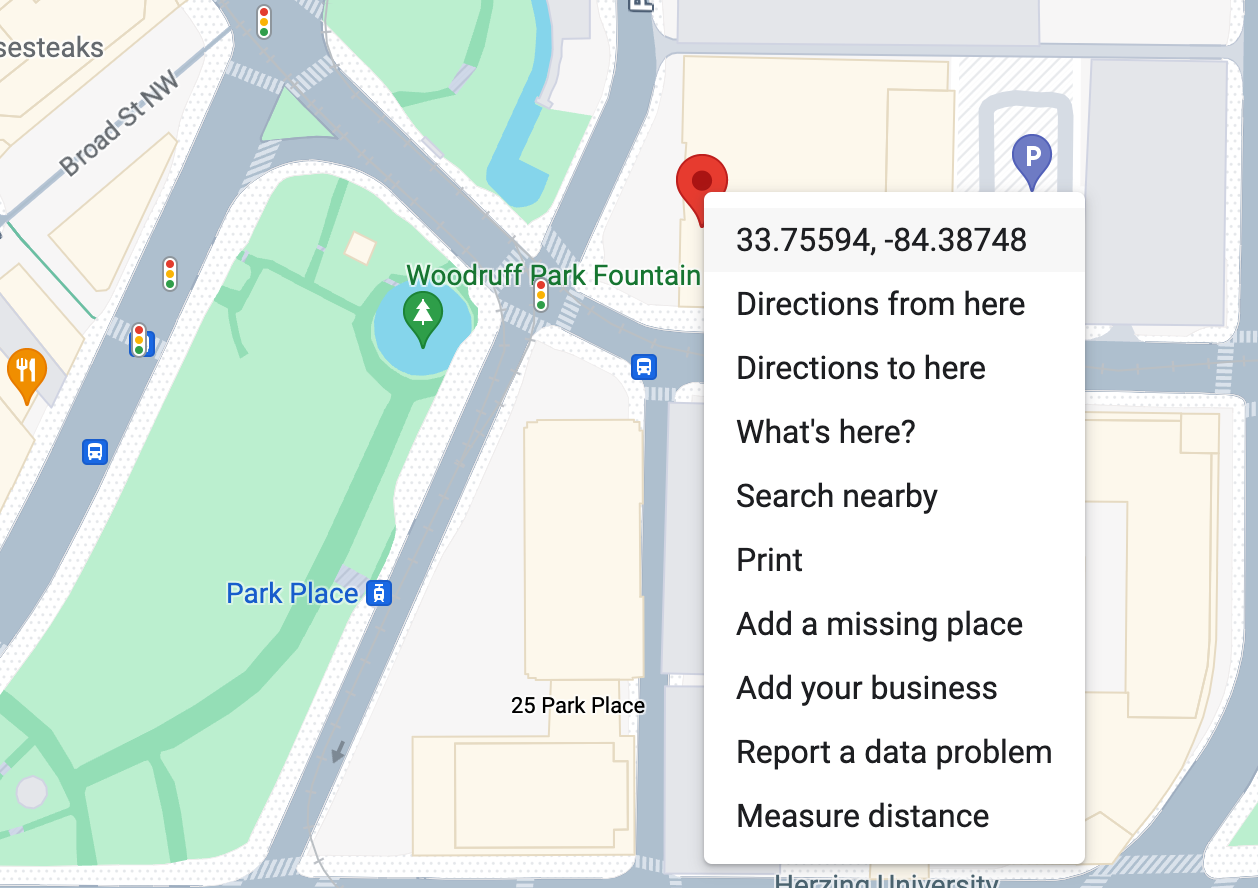 sesteaks
Broad St NW
P
33.75594, -84.38748
Woodruff Park Fountain
Directions from here
Directions to here
What's here?
Search nearby
Print
Park Place
Add a missing place
Add your business
25 Park Place
Report a data problem
Measure distance
Herzing University